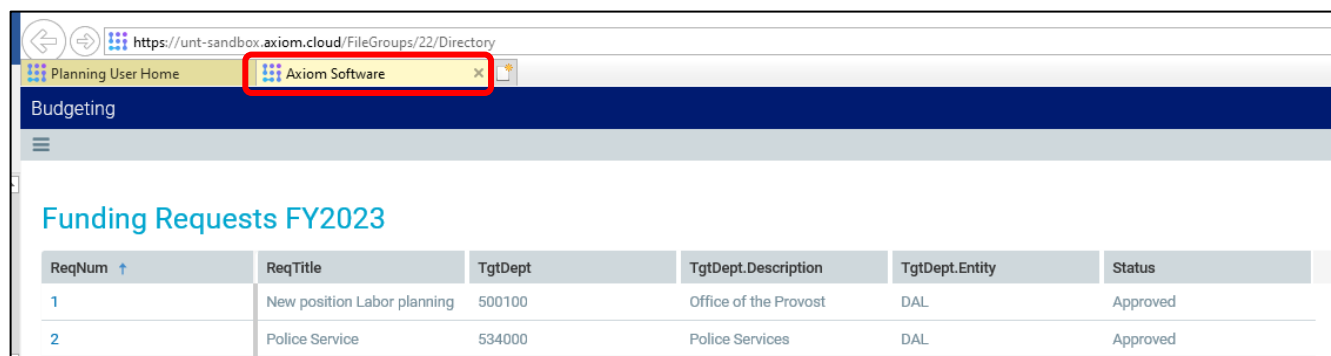 https://unt-sandbox.axiom.cloud/FileGroups/22/Directory
Planning User Home Axiom Software
Budgeting
Funding Requests FY2023
ReqNum ReqTitle TgtDept TgtDept.Description TgtDept.Entity Status
1 New position Labor planning 500100 Office of the Provost DAL Approved
2 Police Service 534000 Police Services DAL Approved